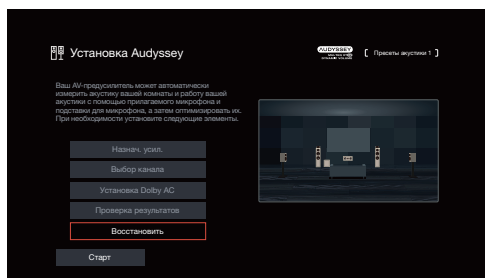 Установка Audyssey
AUDYSSEY
[ Пресеты акустики 1 ]
Ваш AV-предусилитель может автоматически
измерить акустику вашей комнаты и работу вашей
акустики с помощью прилагаемого микрофона и
подставки для микрофона, а затем оптимизировать их.
При необходимости установите следующие элементы.
Назнач. усил.
Выбор канала
Установка Dolby AC
Проверка результатов
Восстановить
Старт